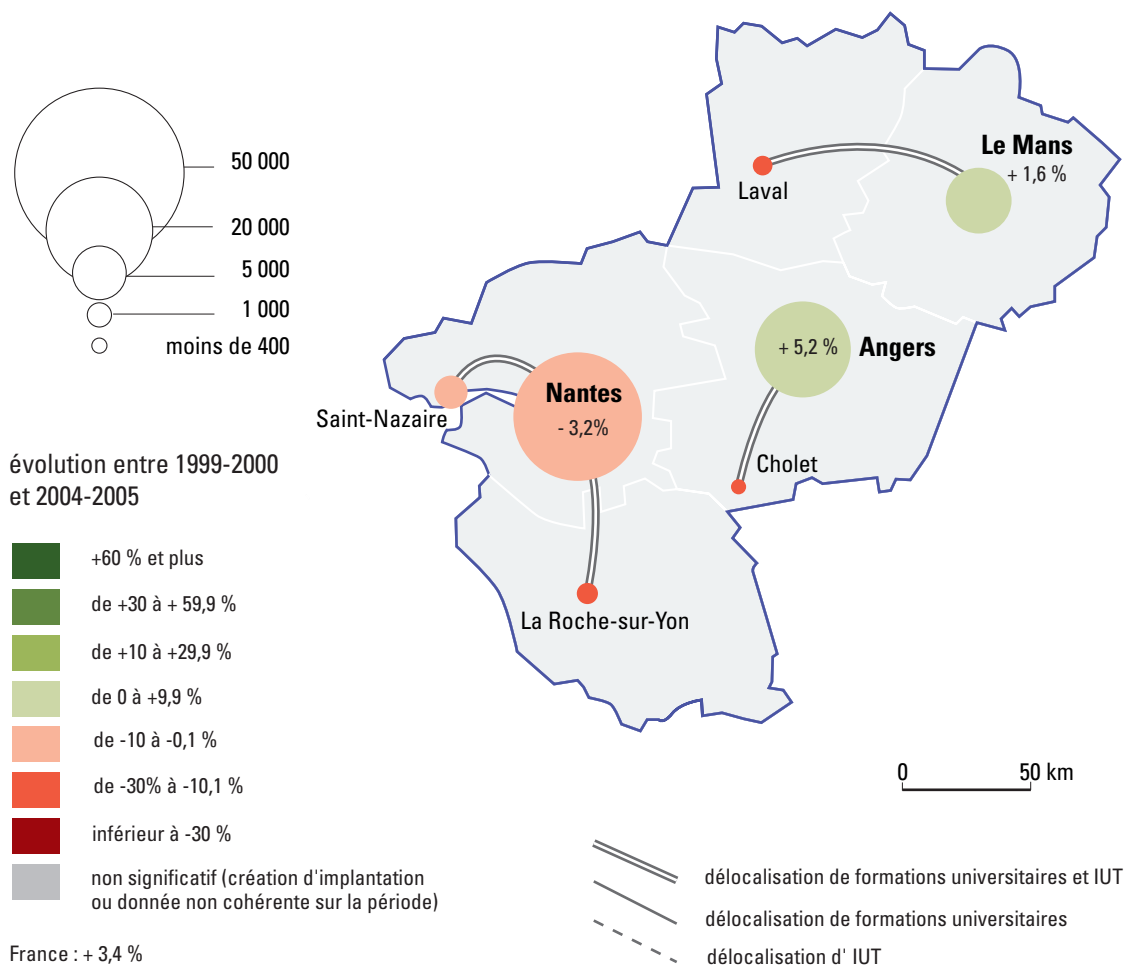 50 000
20 000
5 000
1 000
moins de 400
Le Mans
+ 1,6 %
Laval
+ 5,2 %
Angers
Nantes
- 3,2%
Saint-Nazaire
Cholet
La Roche-sur-Yon
évolution entre 1999-2000
et 2004-2005
+60 % et plus
de +30 à + 59,9 %
de +10 à +29,9 %
de 0 à +9,9 %
de -10 à -0,1 %
de -30% à -10,1 %
inférieur à -30 %
non significatif (création d'implantation
ou donnée non cohérente sur la période)
France : + 3,4 %
0 50 km
délocalisation de formations universitaires et IUT
délocalisation de formations universitaires
délocalisation d' IUT